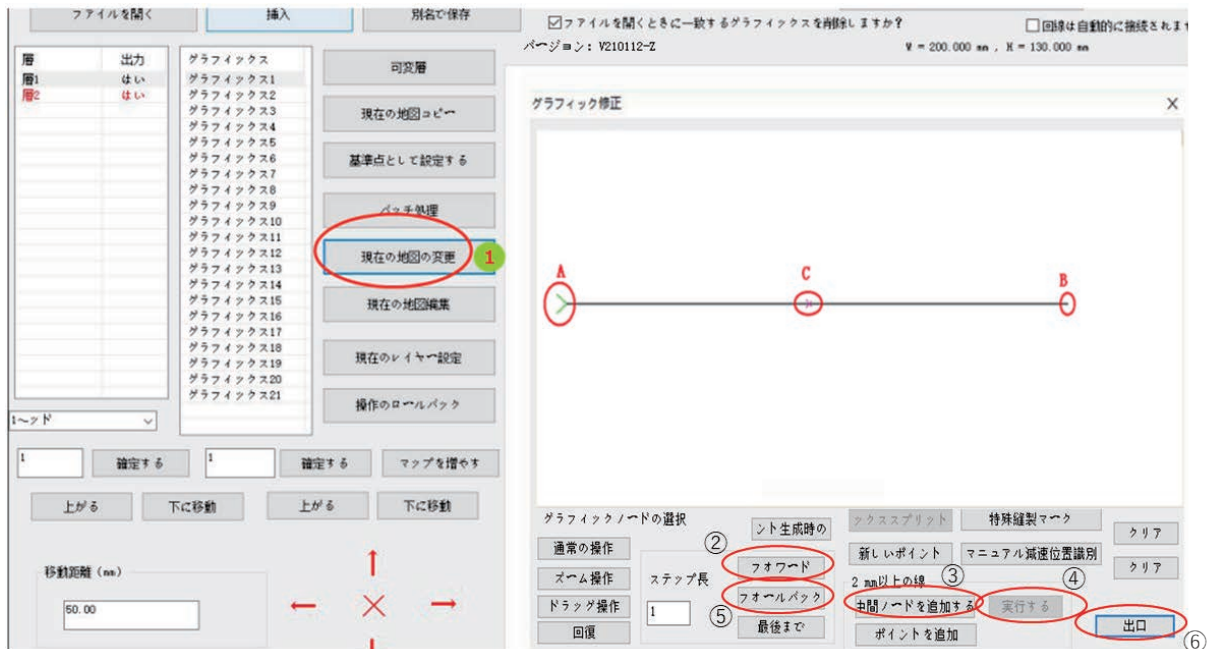 ファイルを開く
挿入
別名で保存
☑ファイルを開くときに一致するグラフィックスを削除しますか?
□回線は自動的に接続されま
バージョン: V210112-Z
W = 200.000 mm , H = 130.000 mm
層 出力
層1 はい
層2 はい
グラフィックス
グラフィックス1
グラフィックス2
グラフィックス3
グラフィックス4
グラフィックス5
グラフィックス6
グラフィックス7
グラフィックス8
グラフィックス9
グラフィックス10
グラフィックス11
グラフィックス12
グラフィックス13
グラフィックス14
グラフィックス15
グラフィックス16
グラフィックス17
グラフィックス18
グラフィックス19
グラフィックス20
グラフィックス21
可変層
現在の地図コピー
基準点として設定する
バッチ処理
現在の地図の変更
1
現在の地図編集
現在のレイヤー設定
操作のロールバック
1~ッド
1
確定する
1
確定する
マップを増やす
上がる
下に移動
上がる
下に移動
移動距離 (mm)
50.00
グラフィック修正
X
A
C
B
グラフィックノードの選択
通常の操作
ズーム操作
ドラッグ操作
回復
ステップ長
1
ント生成時の
②
フォワード
⑤
フォールバック
最後まで
クススプリット
特殊縫製マーク
新しいポイント
マニュアル減速位置識別
2 mm以上の線
③
中間ノードを追加する
④
実行する
ポイントを追加
クリア
クリア
出口
⑥